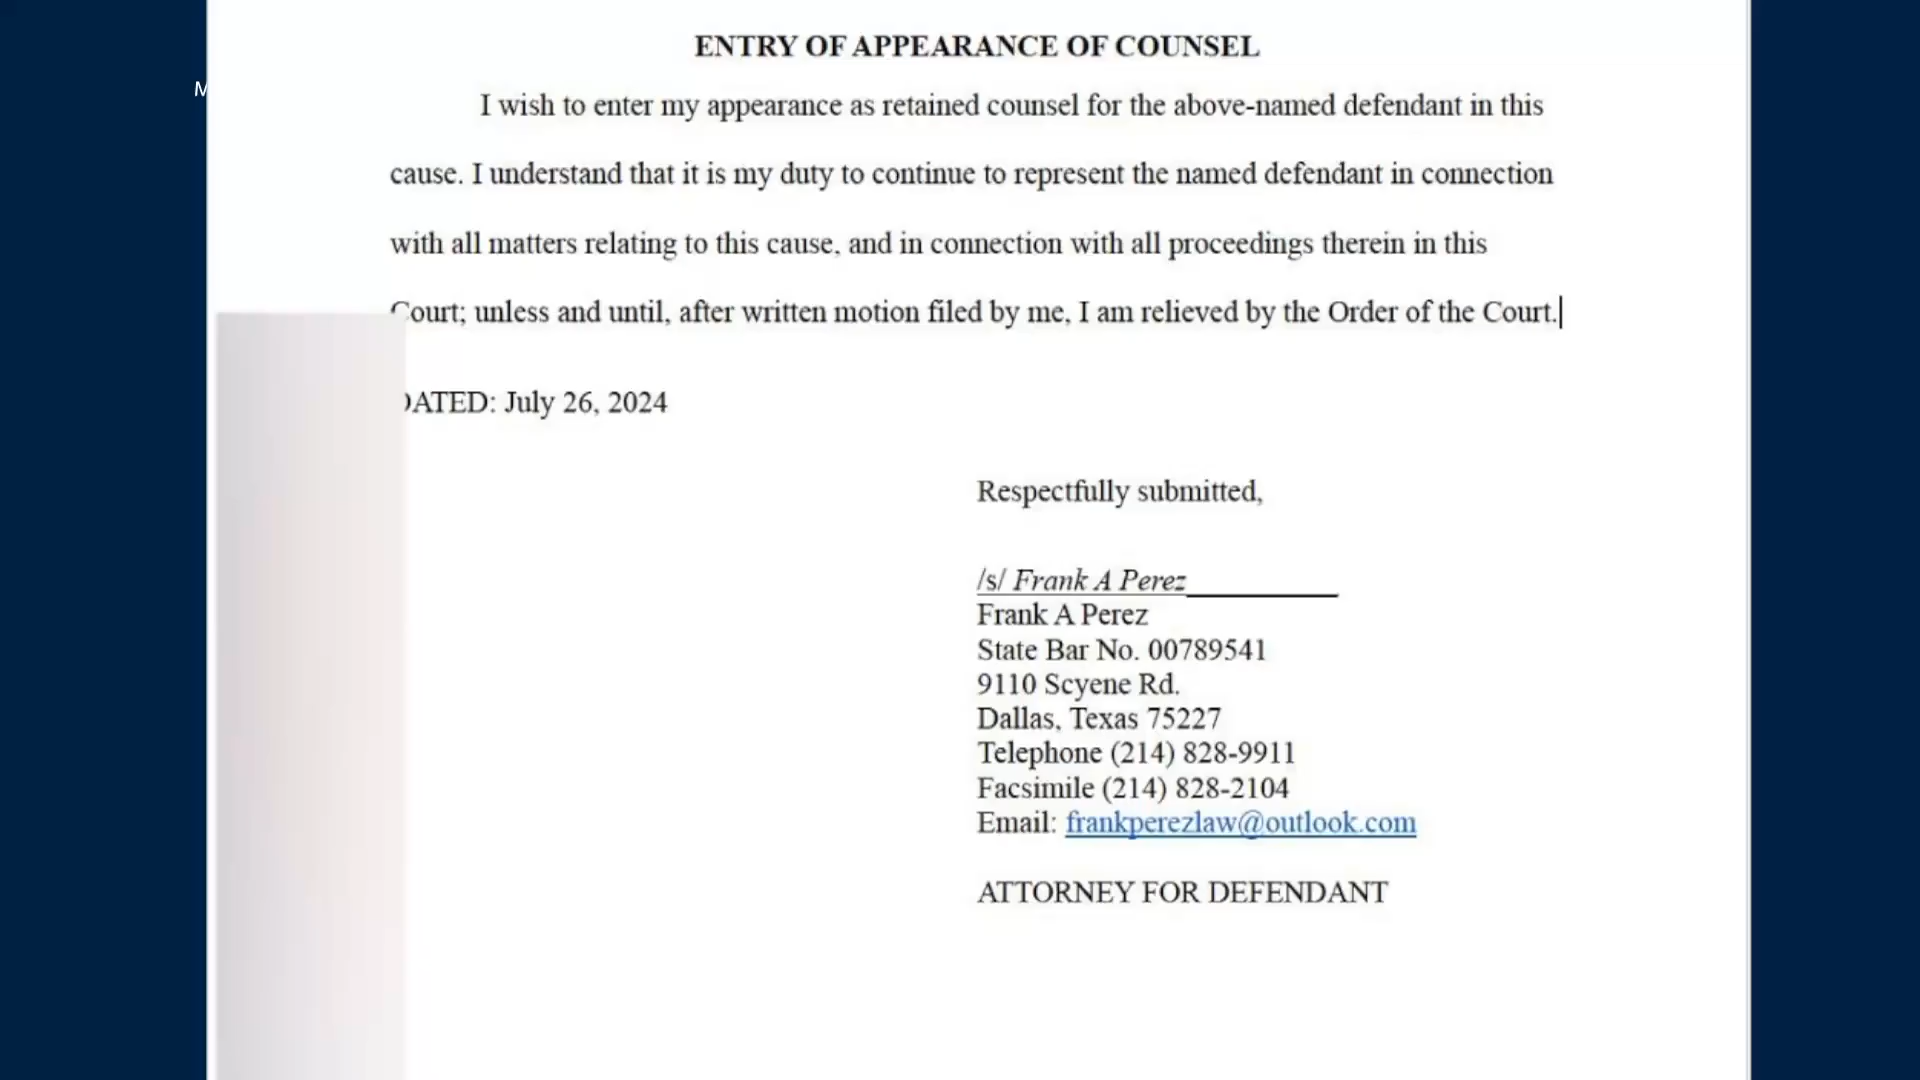 ENTRY OF APPEARANCE OF COUNSEL
M
I wish to enter my appearance as retained counsel for the above-named defendant in this
cause. I understand that it is my duty to continue to represent the named defendant in connection
with all matters relating to this cause, and in connection with all proceedings therein in this
Court; unless and until, after written motion filed by me, I am relieved by the Order of the Court.
DATED: July 26, 2024
Respectfully submitted,
/s/ Frank A Perez
Frank A Perez
State Bar No. 00789541
9110 Scyene Rd.
Dallas, Texas 75227
Telephone (214) 828-9911
Facsimile (214) 828-2104
Email: frankperezlaw@outlook.com
ATTORNEY FOR DEFENDANT